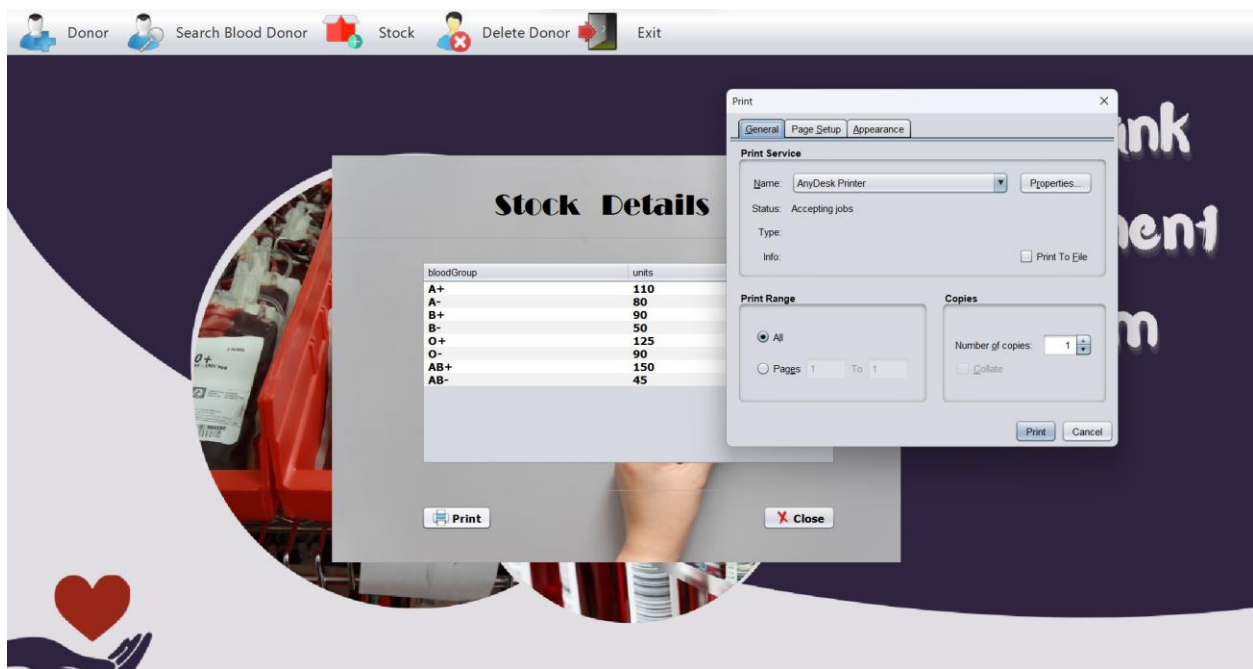 Donor Search Blood Donor Stock Delete Donor Exit
ink
ment
m
Stock Details
bloodGroup units
A+ 110
A- 80
B+ 90
B- 50
O+ 125
O- 90
AB+ 150
AB- 45
Print Close
O+
Print
General Page Setup Appearance
Print Service
Name: AnyDesk Printer Properties...
Status: Accepting jobs
Type:
Info: Print To File
Print Range
All
Pages 1 To 1
Copies
Number of copies: 1
Collate
Print Cancel